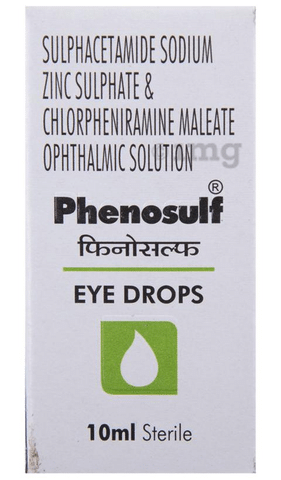 SULPHACETAMIDE SODIUM
ZINC SULPHATE &
CHLORPHENIRAMINE MALEATE
OPHTHALMIC SOLUTION
Phenosulf®
फिनोसल्फ
EYE DROPS
10ml Sterile